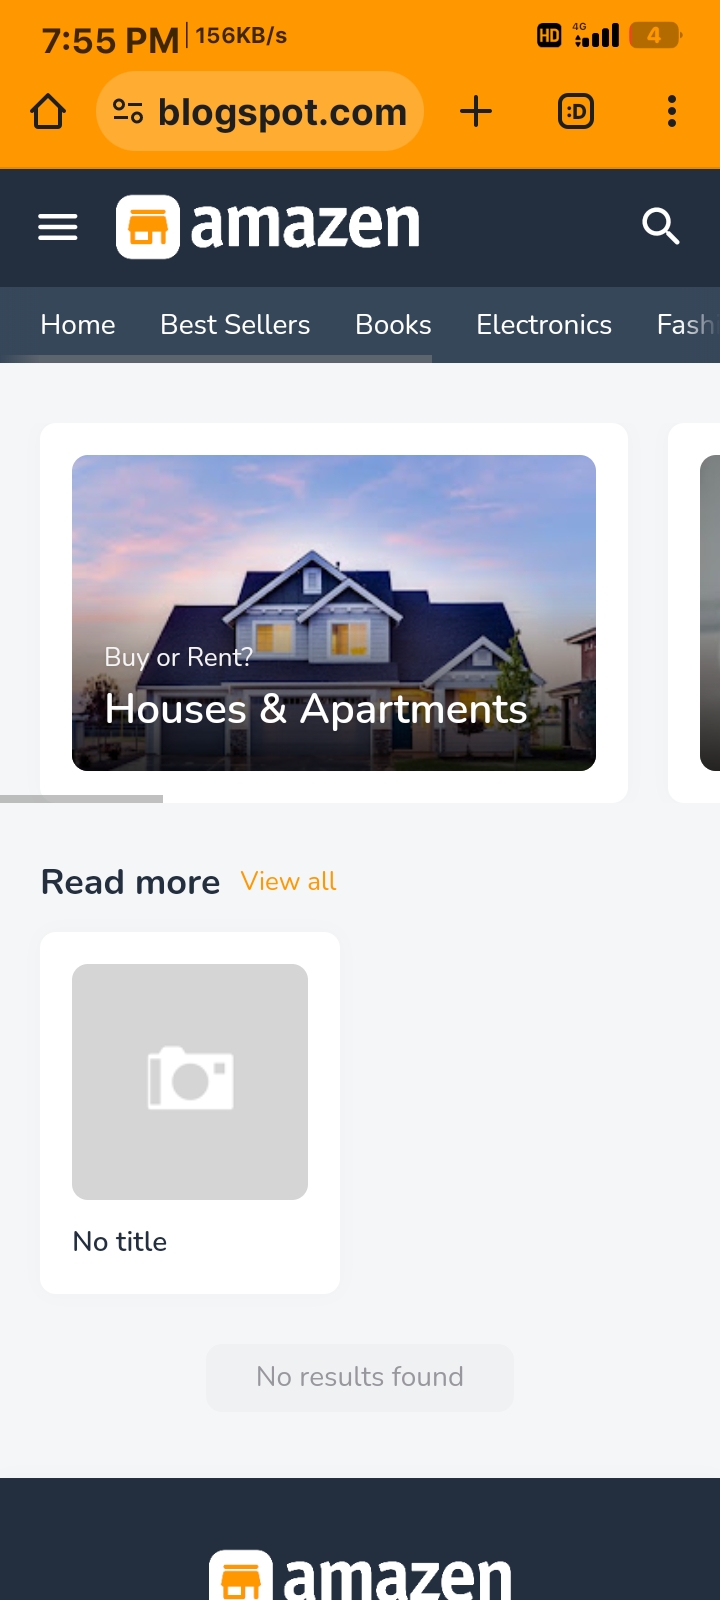 7:55 PM 156KB/s HD 4G 4
blogspot.com :D
amazen
Home Best Sellers Books Electronics Fash
Buy or Rent?
Houses & Apartments
Read more View all
No title
No results found
amazen